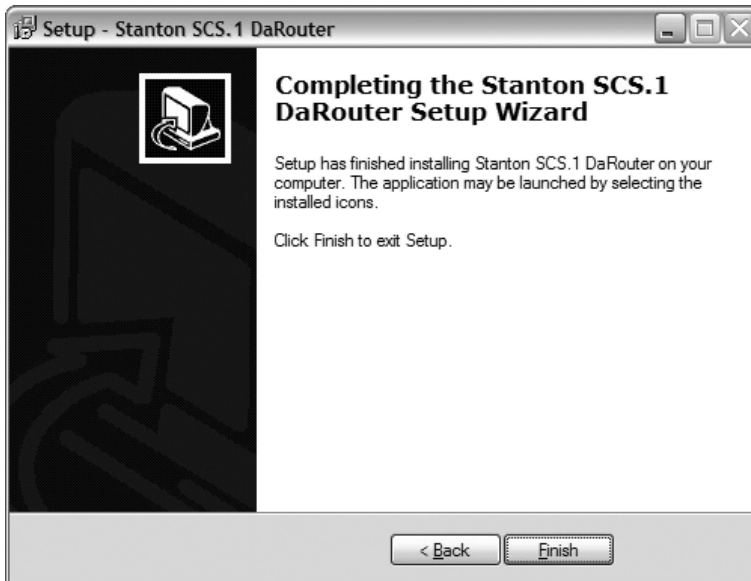 Setup - Stanton SCS.1 DaRouter
Completing the Stanton SCS.1
DaRouter Setup Wizard
Setup has finished installing Stanton SCS.1 DaRouter on your
computer. The application may be launched by selecting the
installed icons.
Click Finish to exit Setup.
< Back Finish